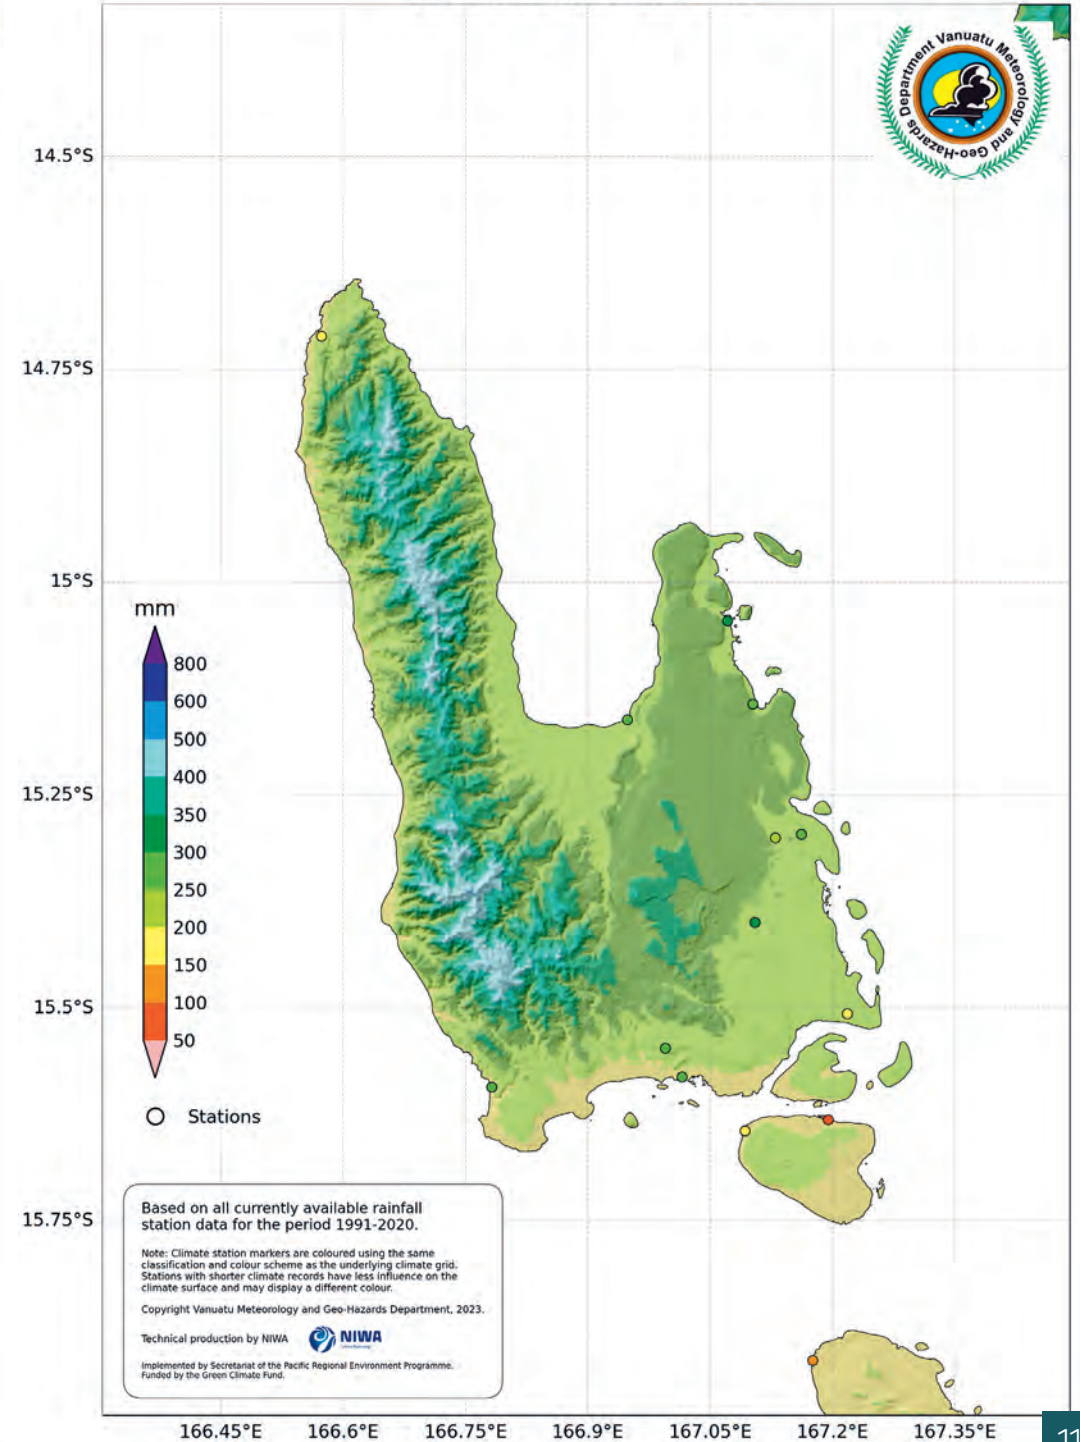 Vanuatu Meteorology and Geo-Hazards Department
14.5°S
14.75°S
15°S
15.25°S
15.5°S
15.75°S
mm
800
600
500
400
350
300
250
200
150
100
50
Stations
Based on all currently available rainfall
station data for the period 1991-2020.
Note: Climate station markers are coloured using the same
classification and colour scheme as the underlying climate grid.
Stations with shorter climate records have less influence on the
climate surface and may display a different colour.
Copyright Vanuatu Meteorology and Geo-Hazards Department, 2023.
Technical production by NIWA
NIWA
Implemented by Secretariat of the Pacific Regional Environment Programme.
Funded by the Green Climate Fund.
166.45°E 166.6°E 166.75°E 166.9°E 167.05°E 167.2°E 167.35°E